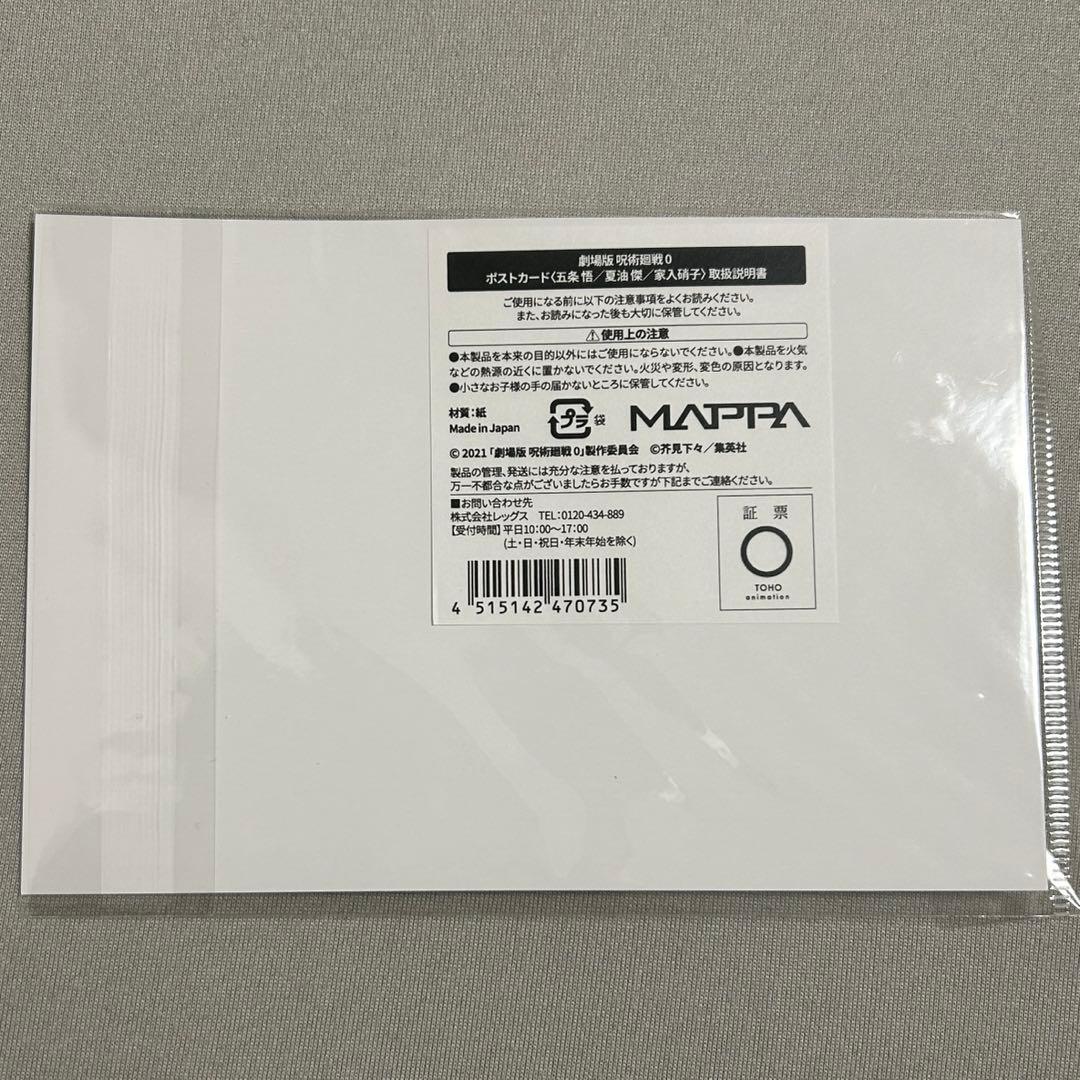 劇場版 呪術廻戦 0
ポストカード〈五条 悟／夏油 傑／家入硝子〉取扱説明書
ご使用になる前に以下の注意事項をよくお読みください。
また、お読みになった後も大切に保管してください。
⚠使用上の注意
●本製品を本来の目的以外にはご使用にならないでください。●本製品を火気
などの熱源の近くに置かないでください。火災や変形、変色の原因となります。
●小さなお子様の手の届かないところに保管してください。
材質：紙
Made in Japan
プラ 袋
MAPPA
© 2021「劇場版 呪術廻戦 0」製作委員会 ©芥見下々／集英社
製品の管理、発送には充分な注意を払っておりますが、
万一不都合な点がございましたらお手数ですが下記までご連絡ください。
■お問い合わせ先
株式会社レッグス TEL：0120-434-889
【受付時間】平日10：00～17：00
(土・日・祝日・年末年始を除く)
4 515142 470735
証 票
TOHO
animation